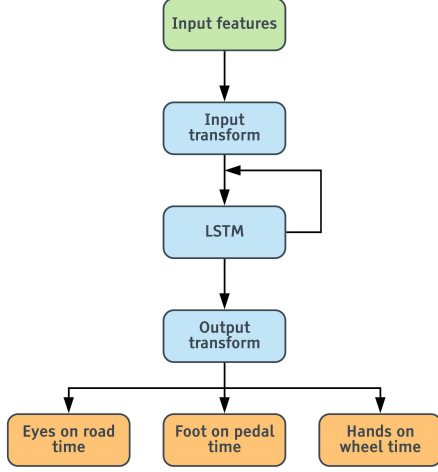 Input features
Input
transform
LSTM
Output
transform
Eyes on road
time
Foot on pedal
time
Hands on
wheel time